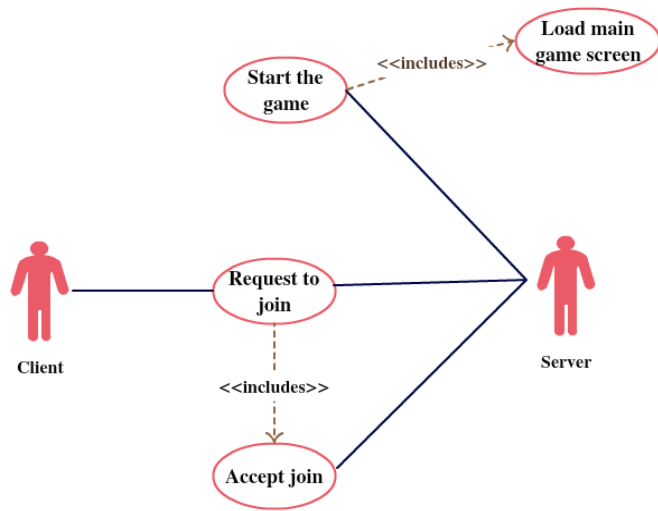 Load main
game screen
<<includes>>
Start the
game
Request to
join
Client
Server
<<includes>>
Accept join